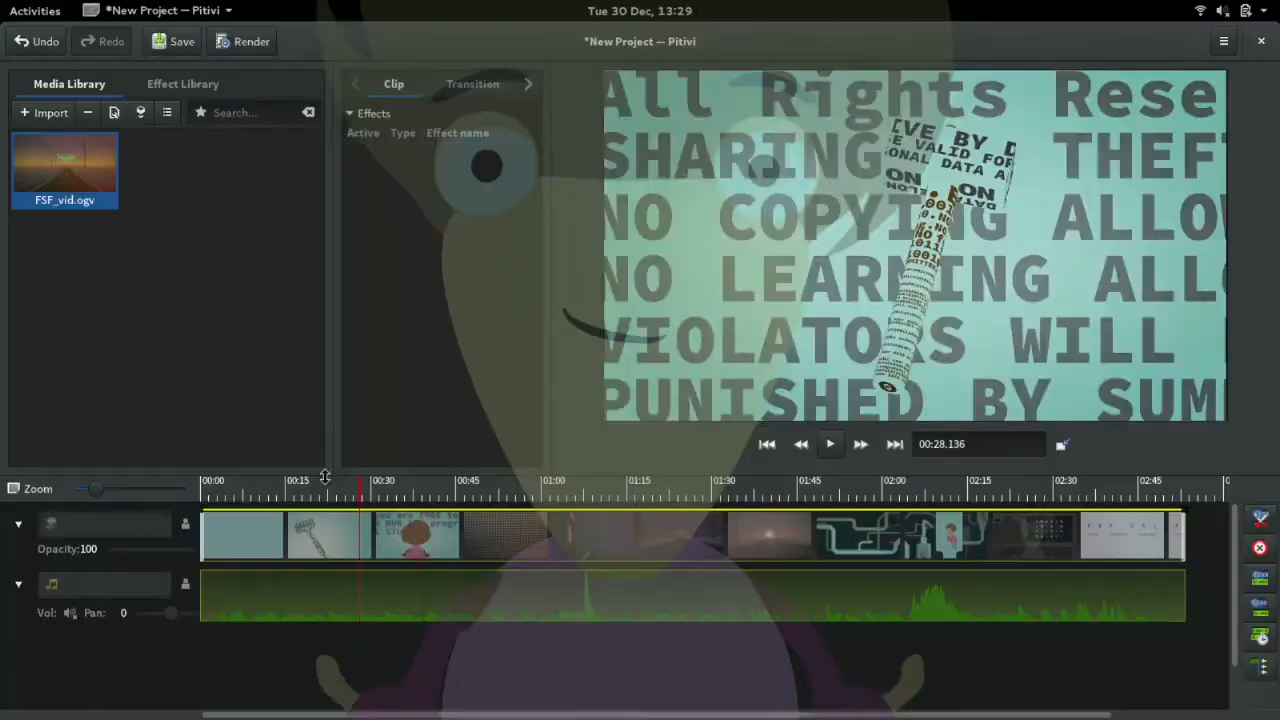 Activities *New Project — Pitivi Tue 30 Dec, 13:29
Undo Redo Save Render *New Project — Pitivi
Media Library Effect Library Clip Transition
Import Search...
Effects
Active Type Effect name
FSF_vid.ogv
All Rights Rese
SHARING THEFT
NO COPYING ALLOW
NO LEARNING ALLO
VIOLATORS WILL
PUNISHED BY SUM
00:28.136
Zoom 00:00 00:15 00:30 00:45 01:00 01:15 01:30 01:45 02:00 02:15 02:30 02:45
Opacity:100
Vol: Pan: 0